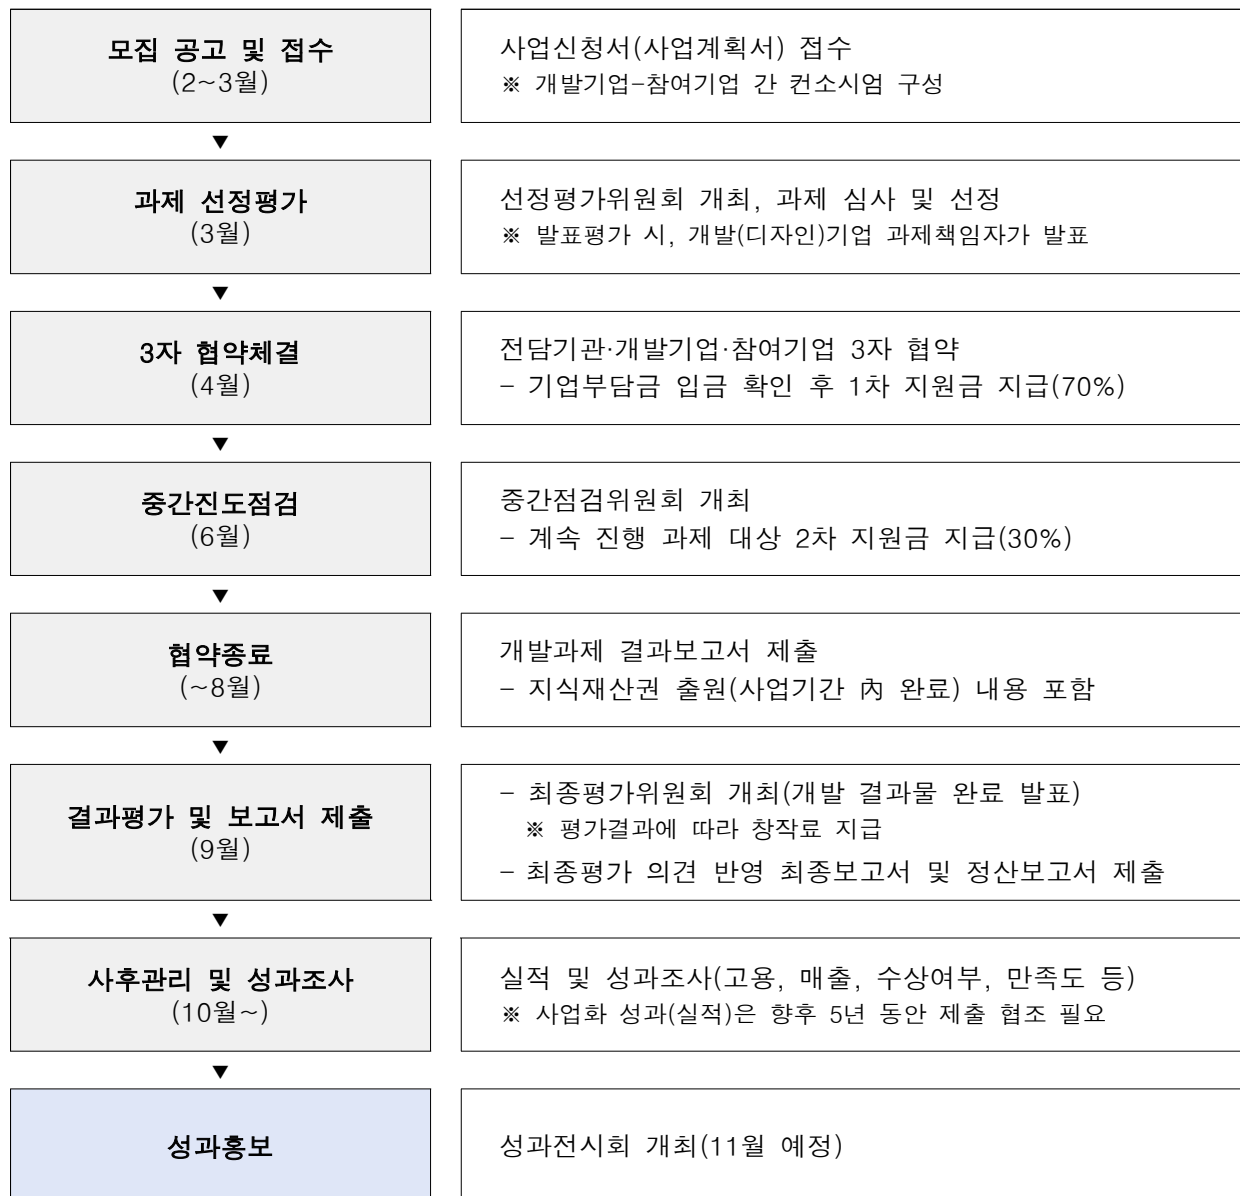 모집 공고 및 접수
(2~3월)
사업신청서(사업계획서) 접수
※ 개발기업-참여기업 간 컨소시엄 구성
▼
과제 선정평가
(3월)
선정평가위원회 개최, 과제 심사 및 선정
※ 발표평가 시, 개발(디자인)기업 과제책임자가 발표
▼
3자 협약체결
(4월)
전담기관·개발기업·참여기업 3자 협약
- 기업부담금 입금 확인 후 1차 지원금 지급(70%)
▼
중간진도점검
(6월)
중간점검위원회 개최
- 계속 진행 과제 대상 2차 지원금 지급(30%)
▼
협약종료
(~8월)
개발과제 결과보고서 제출
- 지식재산권 출원(사업기간 內 완료) 내용 포함
▼
결과평가 및 보고서 제출
(9월)
- 최종평가위원회 개최(개발 결과물 완료 발표)
※ 평가결과에 따라 창작료 지급
- 최종평가 의견 반영 최종보고서 및 정산보고서 제출
▼
사후관리 및 성과조사
(10월~)
실적 및 성과조사(고용, 매출, 수상여부, 만족도 등)
※ 사업화 성과(실적)은 향후 5년 동안 제출 협조 필요
▼
성과홍보
성과전시회 개최(11월 예정)